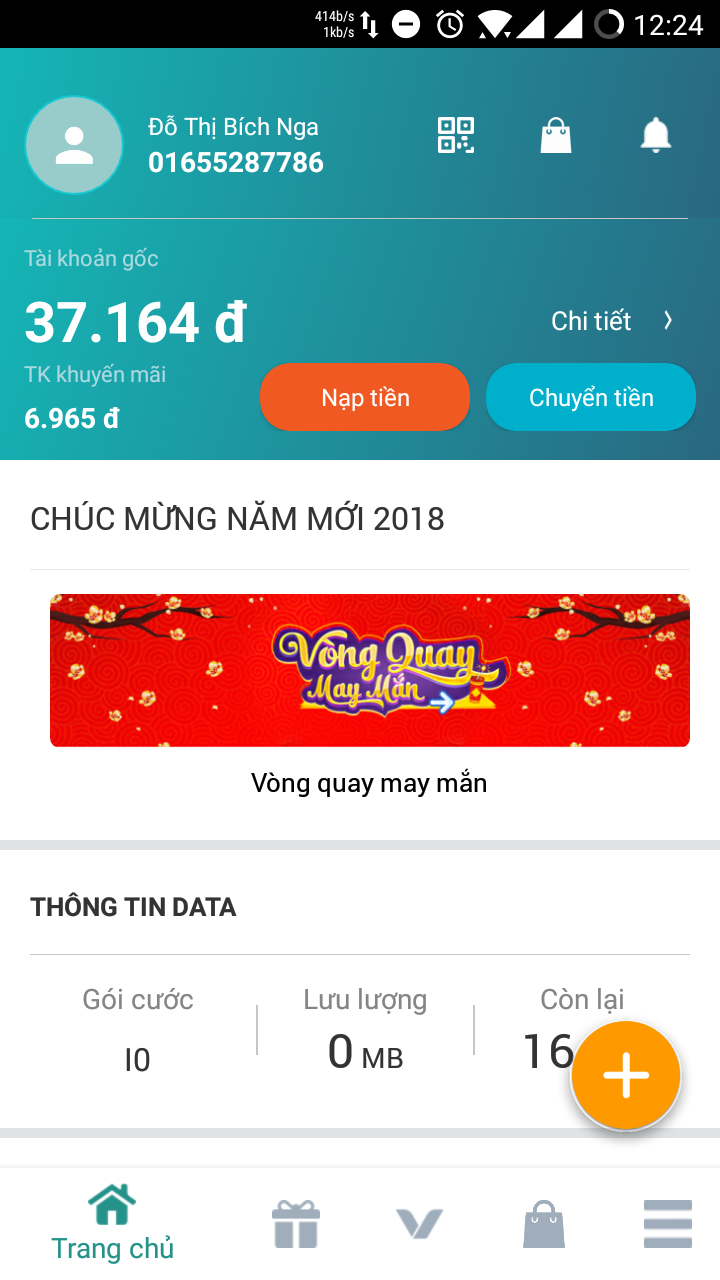 414b/s
1kb/s
12:24
Đỗ Thị Bích Nga
01655287786
Tài khoản gốc
37.164 đ
Chi tiết
TK khuyến mãi
6.965 đ
Nạp tiền
Chuyển tiền
CHÚC MỪNG NĂM MỚI 2018
Vòng Quay
May Mắn
Vòng quay may mắn
THÔNG TIN DATA
Gói cước
Lưu lượng
Còn lại
I0
0 MB
16
Trang chủ